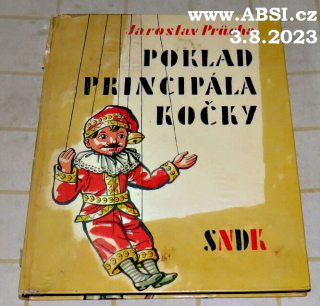 www.ABSI.cz
3.8.2023
Jaroslav Průcha
POKLAD
PRINCIPÁLA
KOČKY
SNDK